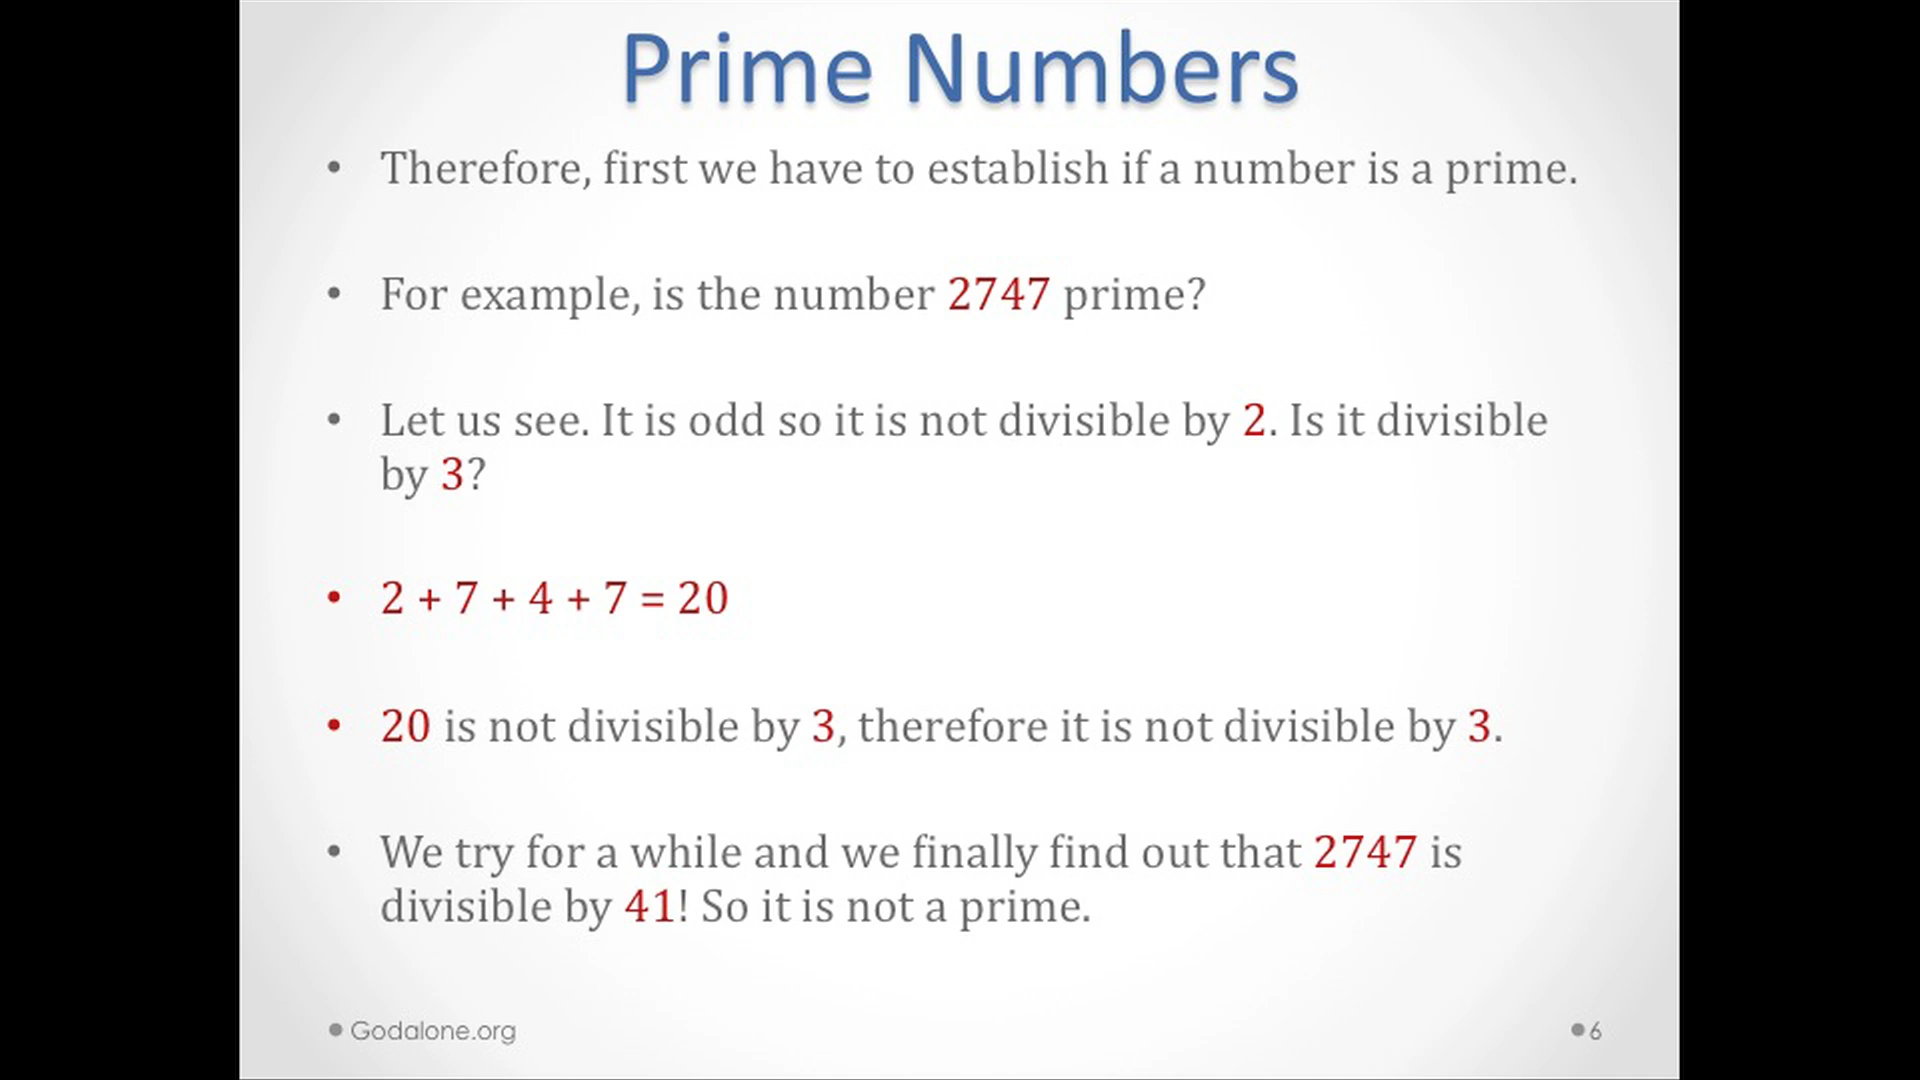 Prime Numbers
• Therefore, first we have to establish if a number is a prime.
• For example, is the number 2747 prime?
• Let us see. It is odd so it is not divisible by 2. Is it divisible
by 3?
• 2 + 7 + 4 + 7 = 20
• 20 is not divisible by 3, therefore it is not divisible by 3.
• We try for a while and we finally find out that 2747 is
divisible by 41! So it is not a prime.
• Godalone.org
• 6